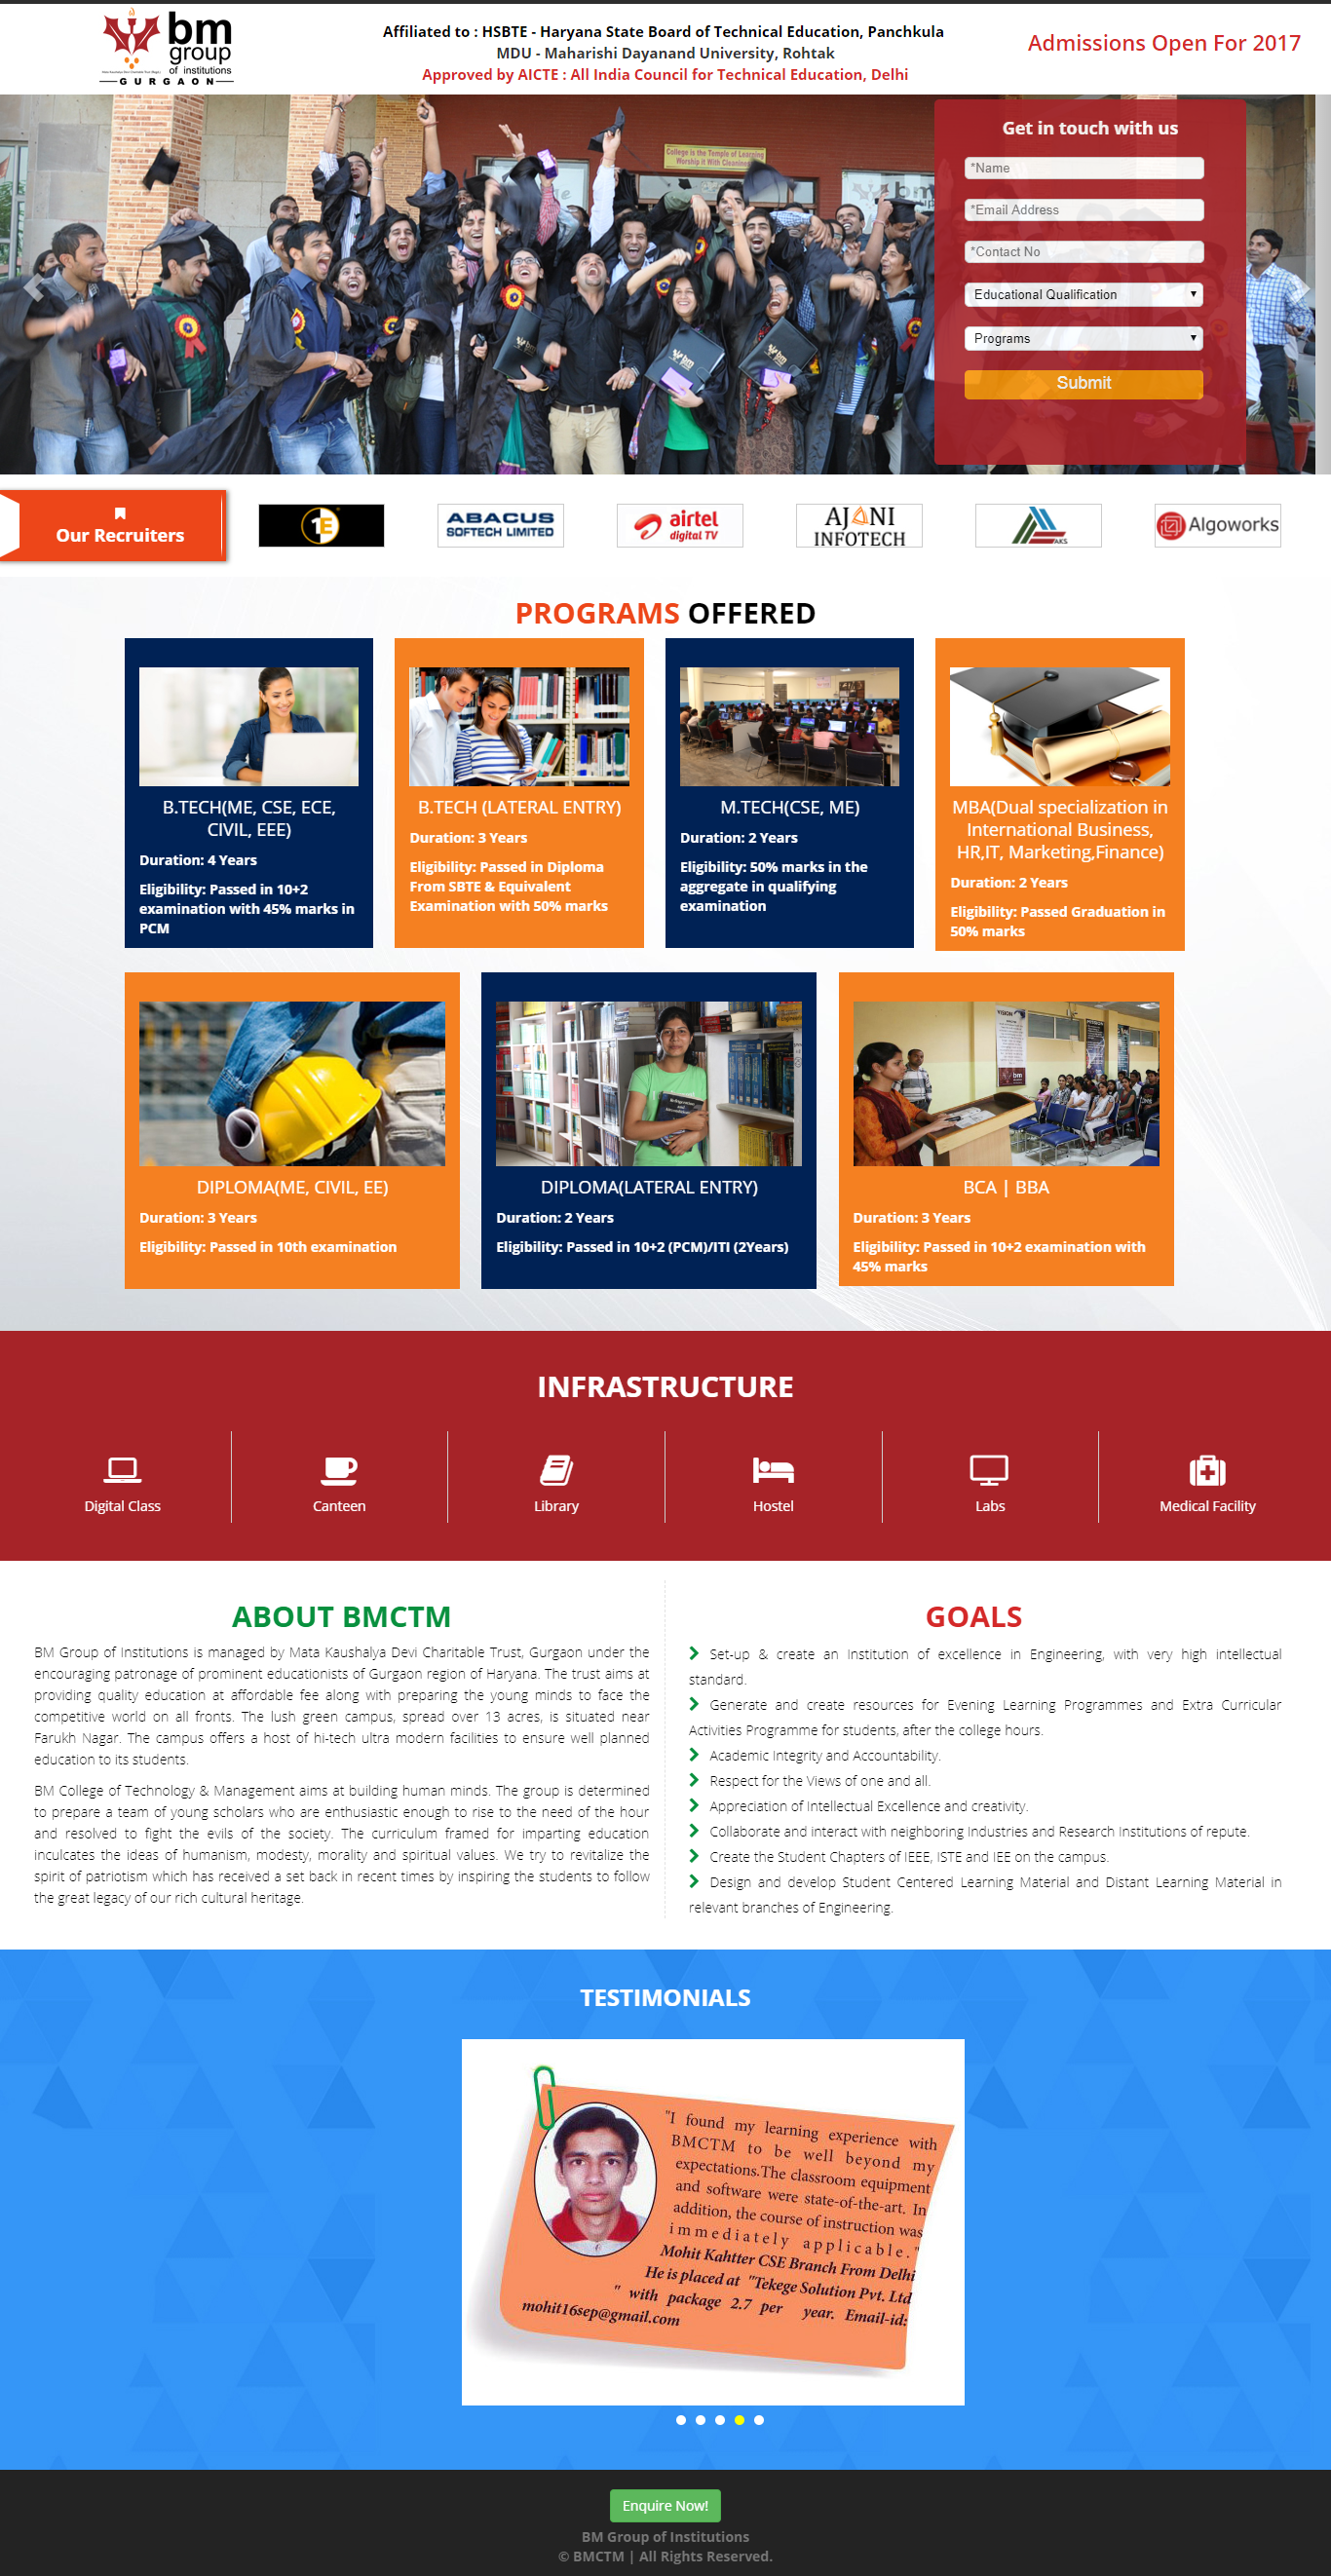 bm
group
of institutions
GURGAON
Affiliated to : HSBTE - Haryana State Board of Technical Education, Panchkula
MDU - Maharishi Dayanand University, Rohtak
Approved by AICTE : All India Council for Technical Education, Delhi
Admissions Open For 2017
College is the Temple of Learning
Worship it With Cleanliness
bm
Get in touch with us
*Name
*Email Address
*Contact No
Educational Qualification
Programs
Submit
Our Recruiters
1E
ABACUS
SOFTECH LIMITED
airtel
digital TV
AJANI
INFOTECH
AKS
Algoworks
PROGRAMS OFFERED
B.TECH(ME, CSE, ECE,
CIVIL, EEE)
Duration: 4 Years
Eligibility: Passed in 10+2
examination with 45% marks in
PCM
B.TECH (LATERAL ENTRY)
Duration: 3 Years
Eligibility: Passed in Diploma
From SBTE & Equivalent
Examination with 50% marks
M.TECH(CSE, ME)
Duration: 2 Years
Eligibility: 50% marks in the
aggregate in qualifying
examination
MBA(Dual specialization in
International Business,
HR,IT, Marketing,Finance)
Duration: 2 Years
Eligibility: Passed Graduation in
50% marks
DIPLOMA(ME, CIVIL, EE)
Duration: 3 Years
Eligibility: Passed in 10th examination
DIPLOMA(LATERAL ENTRY)
Duration: 2 Years
Eligibility: Passed in 10+2 (PCM)/ITI (2Years)
bm
BCA | BBA
Duration: 3 Years
Eligibility: Passed in 10+2 examination with
45% marks
INFRASTRUCTURE
Digital Class
Canteen
Library
Hostel
Labs
Medical Facility
ABOUT BMCTM
BM Group of Institutions is managed by Mata Kaushalya Devi Charitable Trust, Gurgaon under the
encouraging patronage of prominent educationists of Gurgaon region of Haryana. The trust aims at
providing quality education at affordable fee along with preparing the young minds to face the
competitive world on all fronts. The lush green campus, spread over 13 acres, is situated near
Farukh Nagar. The campus offers a host of hi-tech ultra modern facilities to ensure well planned
education to its students.
BM College of Technology & Management aims at building human minds. The group is determined
to prepare a team of young scholars who are enthusiastic enough to rise to the need of the hour
and resolved to fight the evils of the society. The curriculum framed for imparting education
inculcates the ideas of humanism, modesty, morality and spiritual values. We try to revitalize the
spirit of patriotism which has received a set back in recent times by inspiring the students to follow
the great legacy of our rich cultural heritage.
GOALS
Set-up & create an Institution of excellence in Engineering, with very high intellectual
standard.
Generate and create resources for Evening Learning Programmes and Extra Curricular
Activities Programme for students, after the college hours.
Academic Integrity and Accountability.
Respect for the Views of one and all.
Appreciation of Intellectual Excellence and creativity.
Collaborate and interact with neighboring Industries and Research Institutions of repute.
Create the Student Chapters of IEEE, ISTE and IEE on the campus.
Design and develop Student Centered Learning Material and Distant Learning Material in
relevant branches of Engineering.
TESTIMONIALS
"I found my learning experience with
BMCTM to be well beyond my
expectations.The classroom equipment
and software were state-of-the-art. In
addition, the course of instruction was
immediately applicable."
Mohit Kahtter CSE Branch From Delhi
He is placed at "Tekege Solution Pvt. Ltd
" with package 2.7 per year. Email-id:
mohit16sep@gmail.com
Enquire Now!
BM Group of Institutions
© BMCTM | All Rights Reserved.